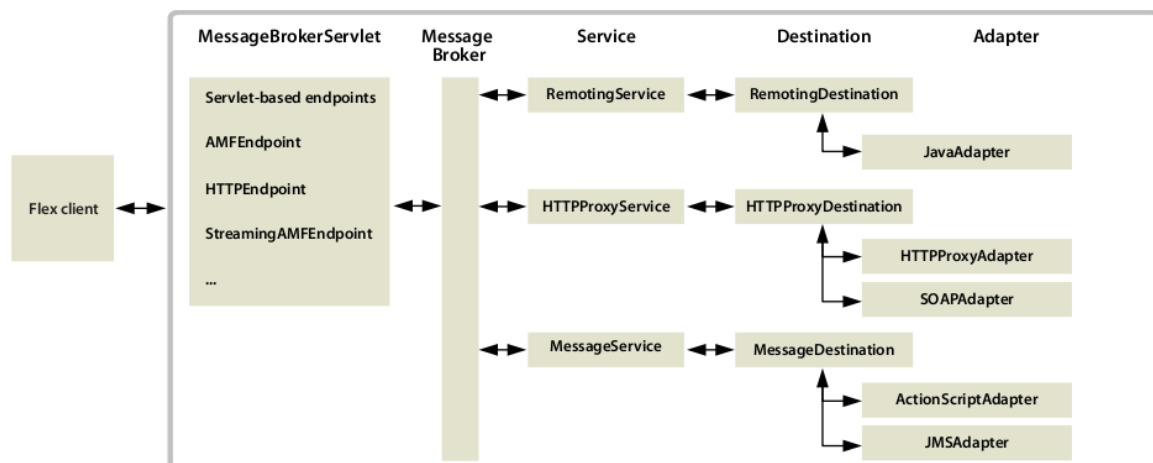 MessageBrokerServlet
Message
Broker
Service
Destination
Adapter
Flex client
Servlet-based endpoints
AMFEndpoint
HTTPEndpoint
StreamingAMFEndpoint
...
RemotingService
RemotingDestination
JavaAdapter
HTTPProxyService
HTTPProxyDestination
HTTPProxyAdapter
SOAPAdapter
MessageService
MessageDestination
ActionScriptAdapter
JMSAdapter